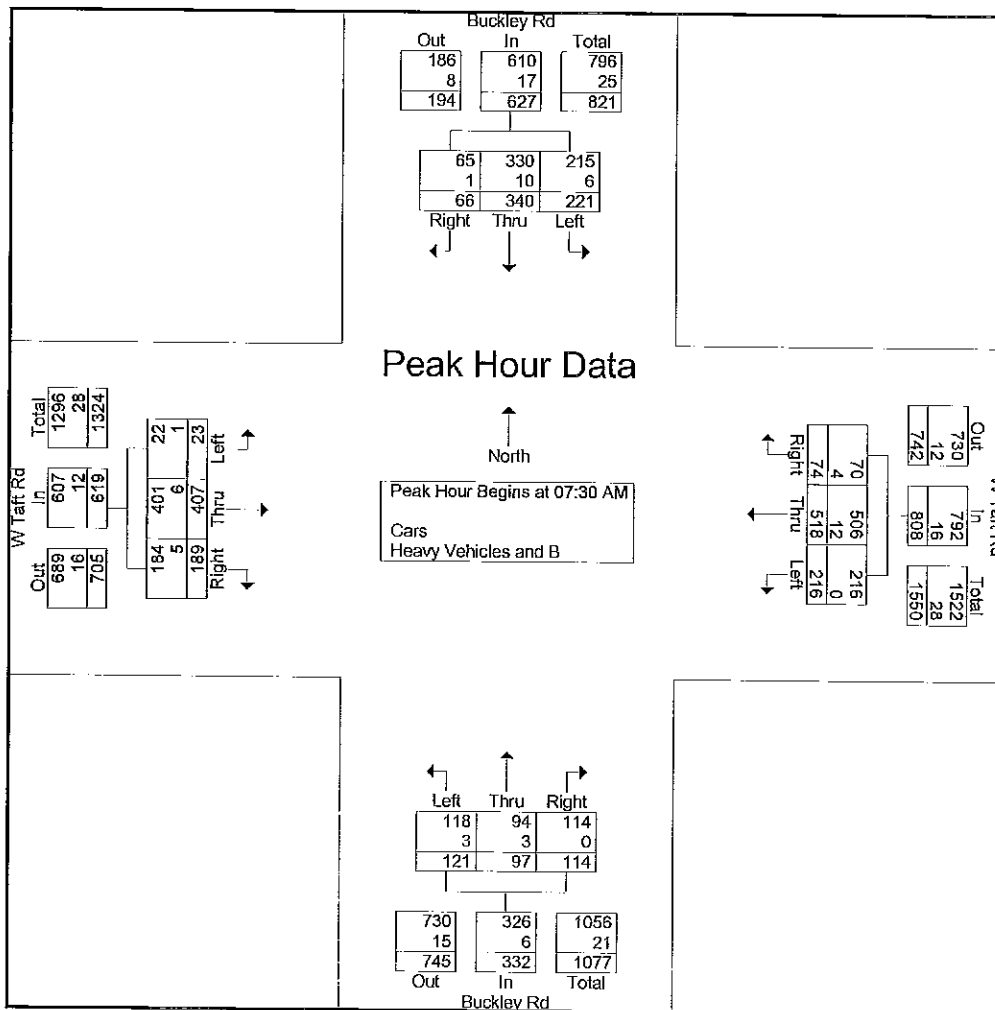 Buckley Rd
Out In Total
186 610 796
8 17 25
194 627 821
65 330 215
1 10 6
66 340 221
Right Thru Left
Peak Hour Data
North
Peak Hour Begins at 07:30 AM
Cars
Heavy Vehicles and B
W Taft Rd
Total In Out
1296 607 689
28 12 16
1324 619 705
22 401 184
1 6 5
23 407 189
Left Thru Right
Out In Total
730 792 1522
12 16 28
742 808 1550
70 506 216
4 12 0
74 518 216
Right Thru Left
Left Thru Right
118 94 114
3 3 0
121 97 114
730 326 1056
15 6 21
745 332 1077
Out In Total
Buckley Rd